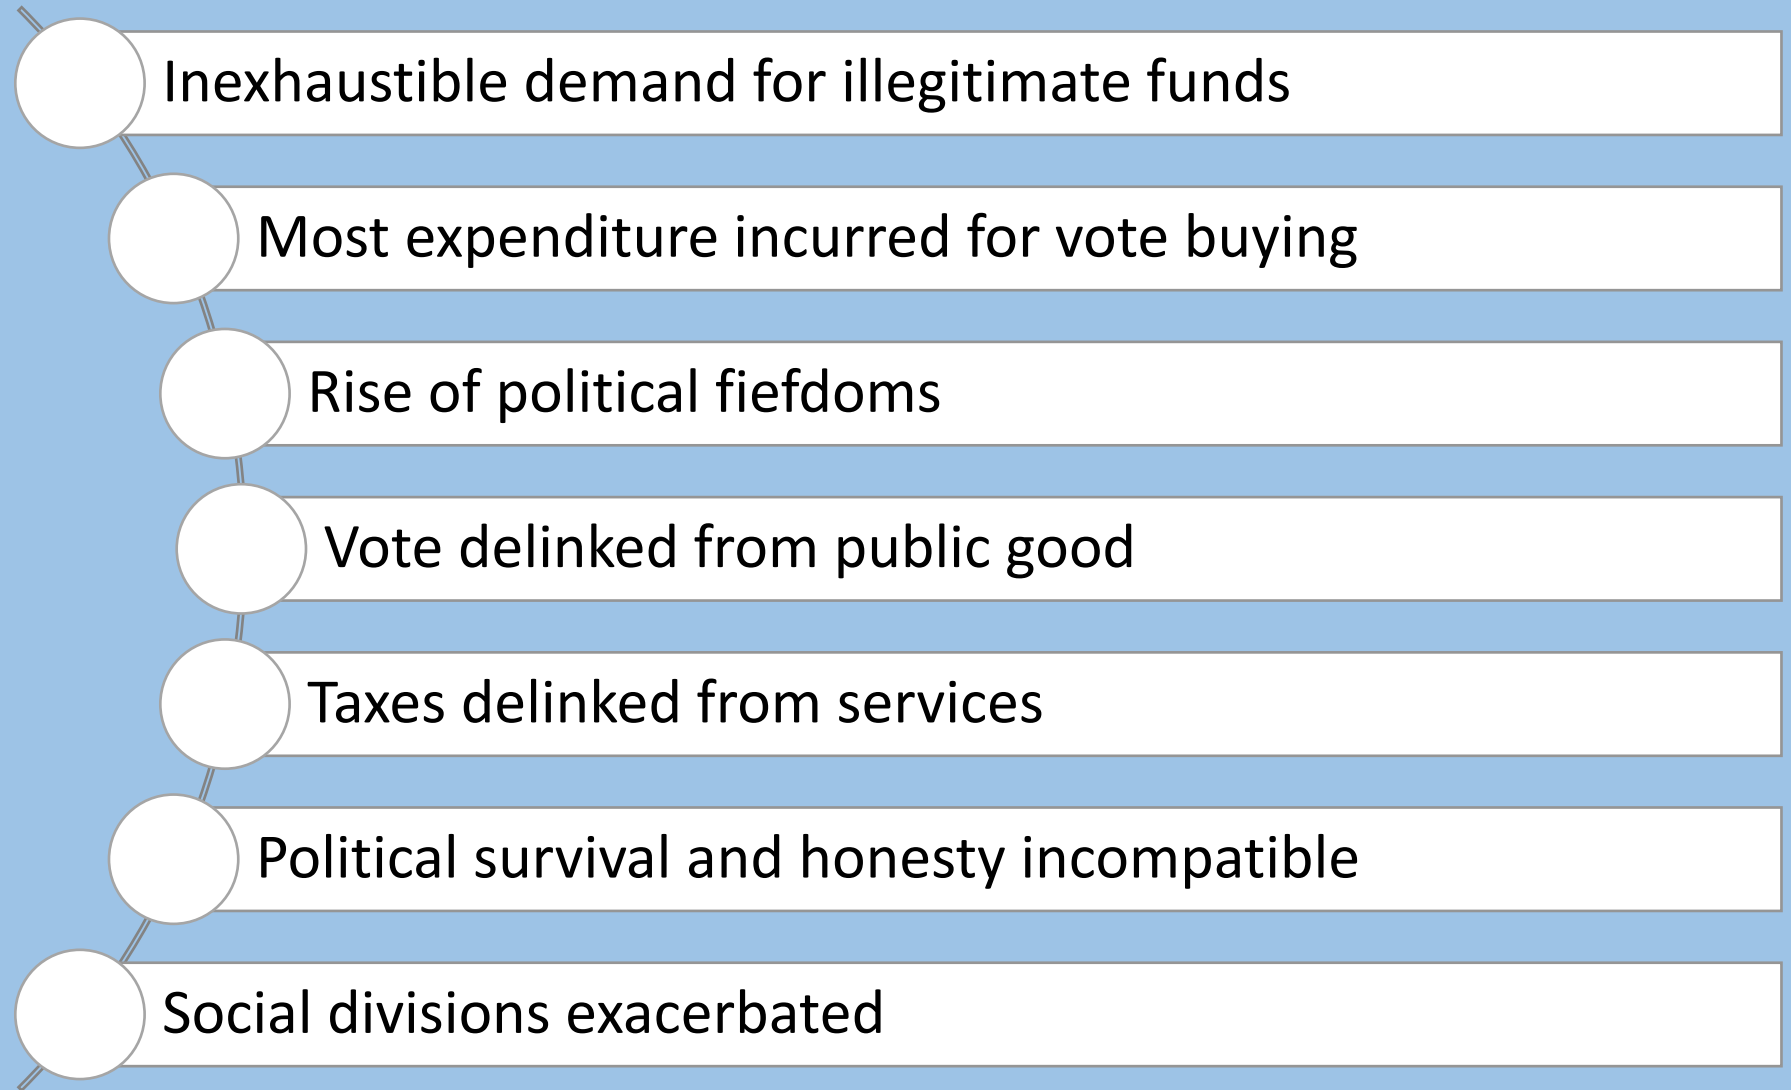 Inexhaustible demand for illegitimate funds
Most expenditure incurred for vote buying
Rise of political fiefdoms
Vote delinked from public good
Taxes delinked from services
Political survival and honesty incompatible
Social divisions exacerbated